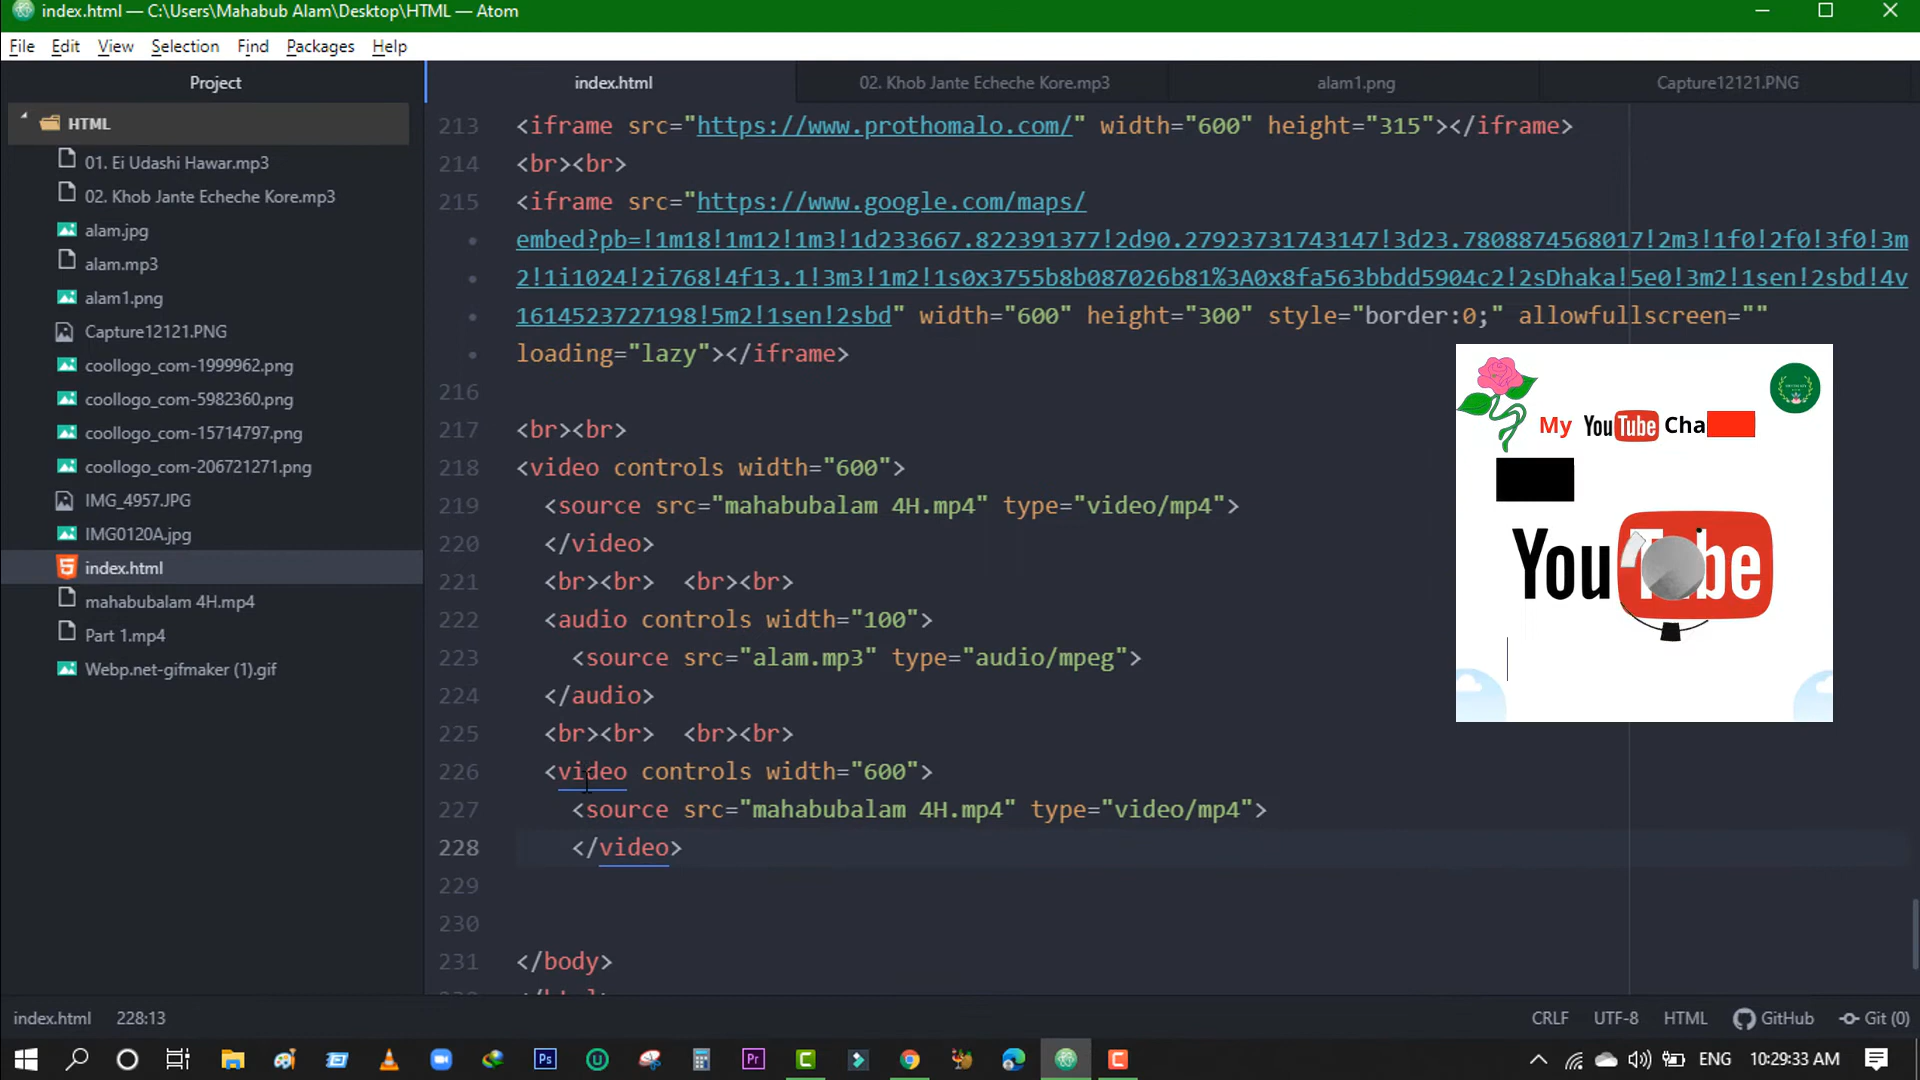 index.html — C:\Users\Mahabub Alam\Desktop\HTML — Atom
File Edit View Selection Find Packages Help
Project
HTML
01. Ei Udashi Hawar.mp3
02. Khob Jante Echeche Kore.mp3
alam.jpg
alam.mp3
alam1.png
Capture12121.PNG
coollogo_com-1999962.png
coollogo_com-5982360.png
coollogo_com-15714797.png
coollogo_com-206721271.png
IMG_4957.JPG
IMG0120A.jpg
index.html
mahabubalam 4H.mp4
Part 1.mp4
Webp.net-gifmaker (1).gif
index.html 02. Khob Jante Echeche Kore.mp3 alam1.png Capture12121.PNG
213 <iframe src="https://www.prothomalo.com/" width="600" height="315"></iframe>
214 <br><br>
215 <iframe src="https://www.google.com/maps/
embed?pb=!1m18!1m12!1m3!1d233667.822391377!2d90.27923731743147!3d23.7808874568017!2m3!1f0!2f0!3f0!3m
2!1i1024!2i768!4f13.1!3m3!1m2!1s0x3755b8b087026b81%3A0x8fa563bbdd5904c2!2sDhaka!5e0!3m2!1sen!2sbd!4v
1614523727198!5m2!1sen!2sbd" width="600" height="300" style="border:0;" allowfullscreen=""
loading="lazy"></iframe>
216
217 <br><br>
218 <video controls width="600">
219 <source src="mahabubalam 4H.mp4" type="video/mp4">
220 </video>
221 <br><br> <br><br>
222 <audio controls width="100">
223 <source src="alam.mp3" type="audio/mpeg">
224 </audio>
225 <br><br> <br><br>
226 <video controls width="600">
227 <source src="mahabubalam 4H.mp4" type="video/mp4">
228 </video>
229
230
231 </body>
My YouTube Cha
YouTube
index.html 228:13
CRLF UTF-8 HTML GitHub Git (0)
ENG 10:29:33 AM